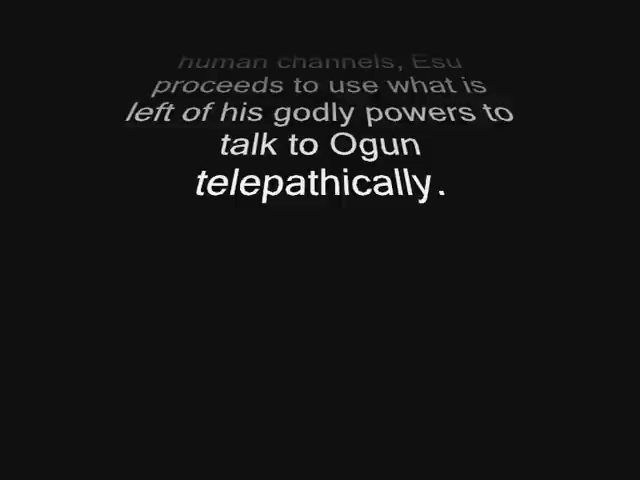 human channels, Esu
proceeds to use what is
left of his godly powers to
talk to Ogun
telepathically.